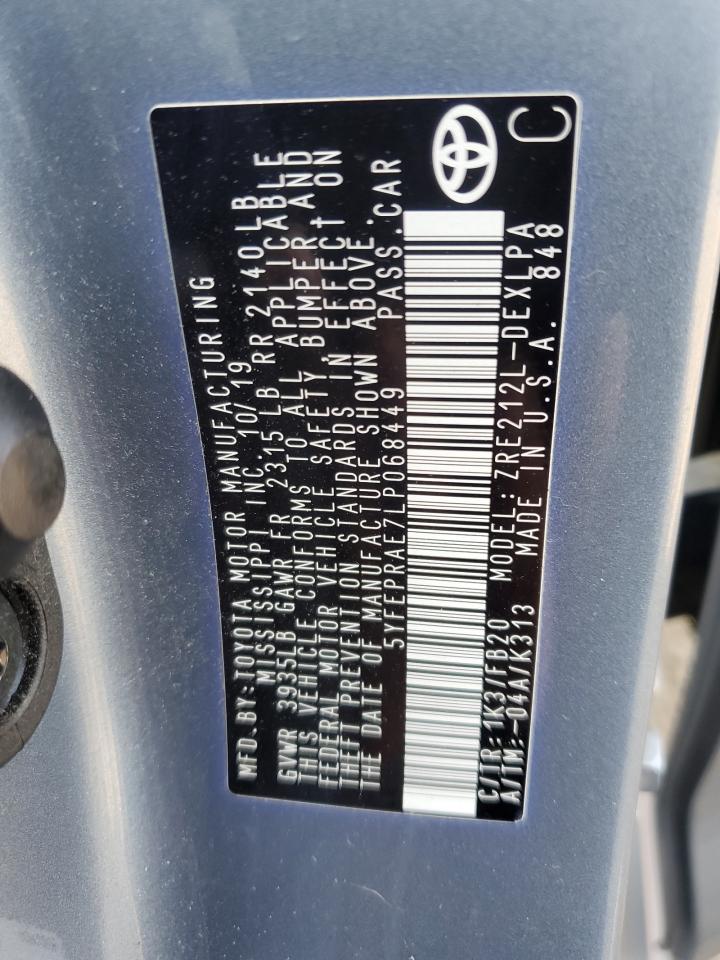 MFD.BY:TOYOTA MOTOR MANUFACTURING
MISSISSIPPI INC. 10/19
GVWR 3935LB GAWR FR 2315 LB RR 2140 LB
THIS VEHICLE CONFORMS TO ALL APPLICABLE
FEDERAL MOTOR VEHICLE SAFETY, BUMPER AND
THEFT PREVENTION STANDARDS IN EFFECT ON
THE DATE OF MANUFACTURE SHOWN ABOVE.
5YFEPRAE7LP068449 PASS.CAR
C/TR: 1K3/FB20 MODEL: ZRE212L-DEXLPA
A/TM:-04A/K313 MADE IN U.S.A. 848
C